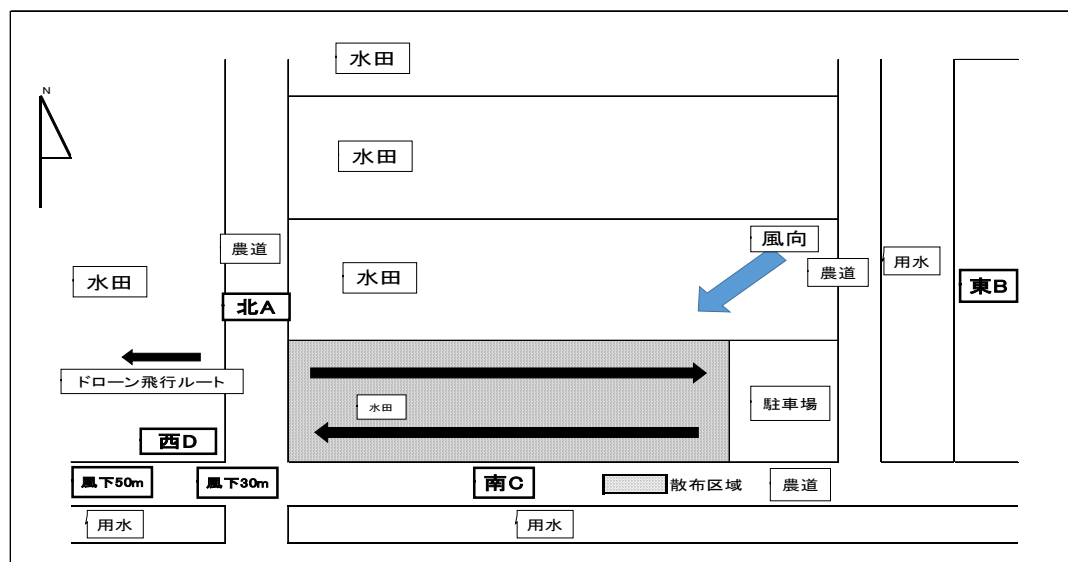 水田
N
水田
風向
農道
水田
農道
用水
水田
東B
北A
ドローン飛行ルート
水田
駐車場
西D
風下50m
風下30m
南C
散布区域
農道
用水
用水